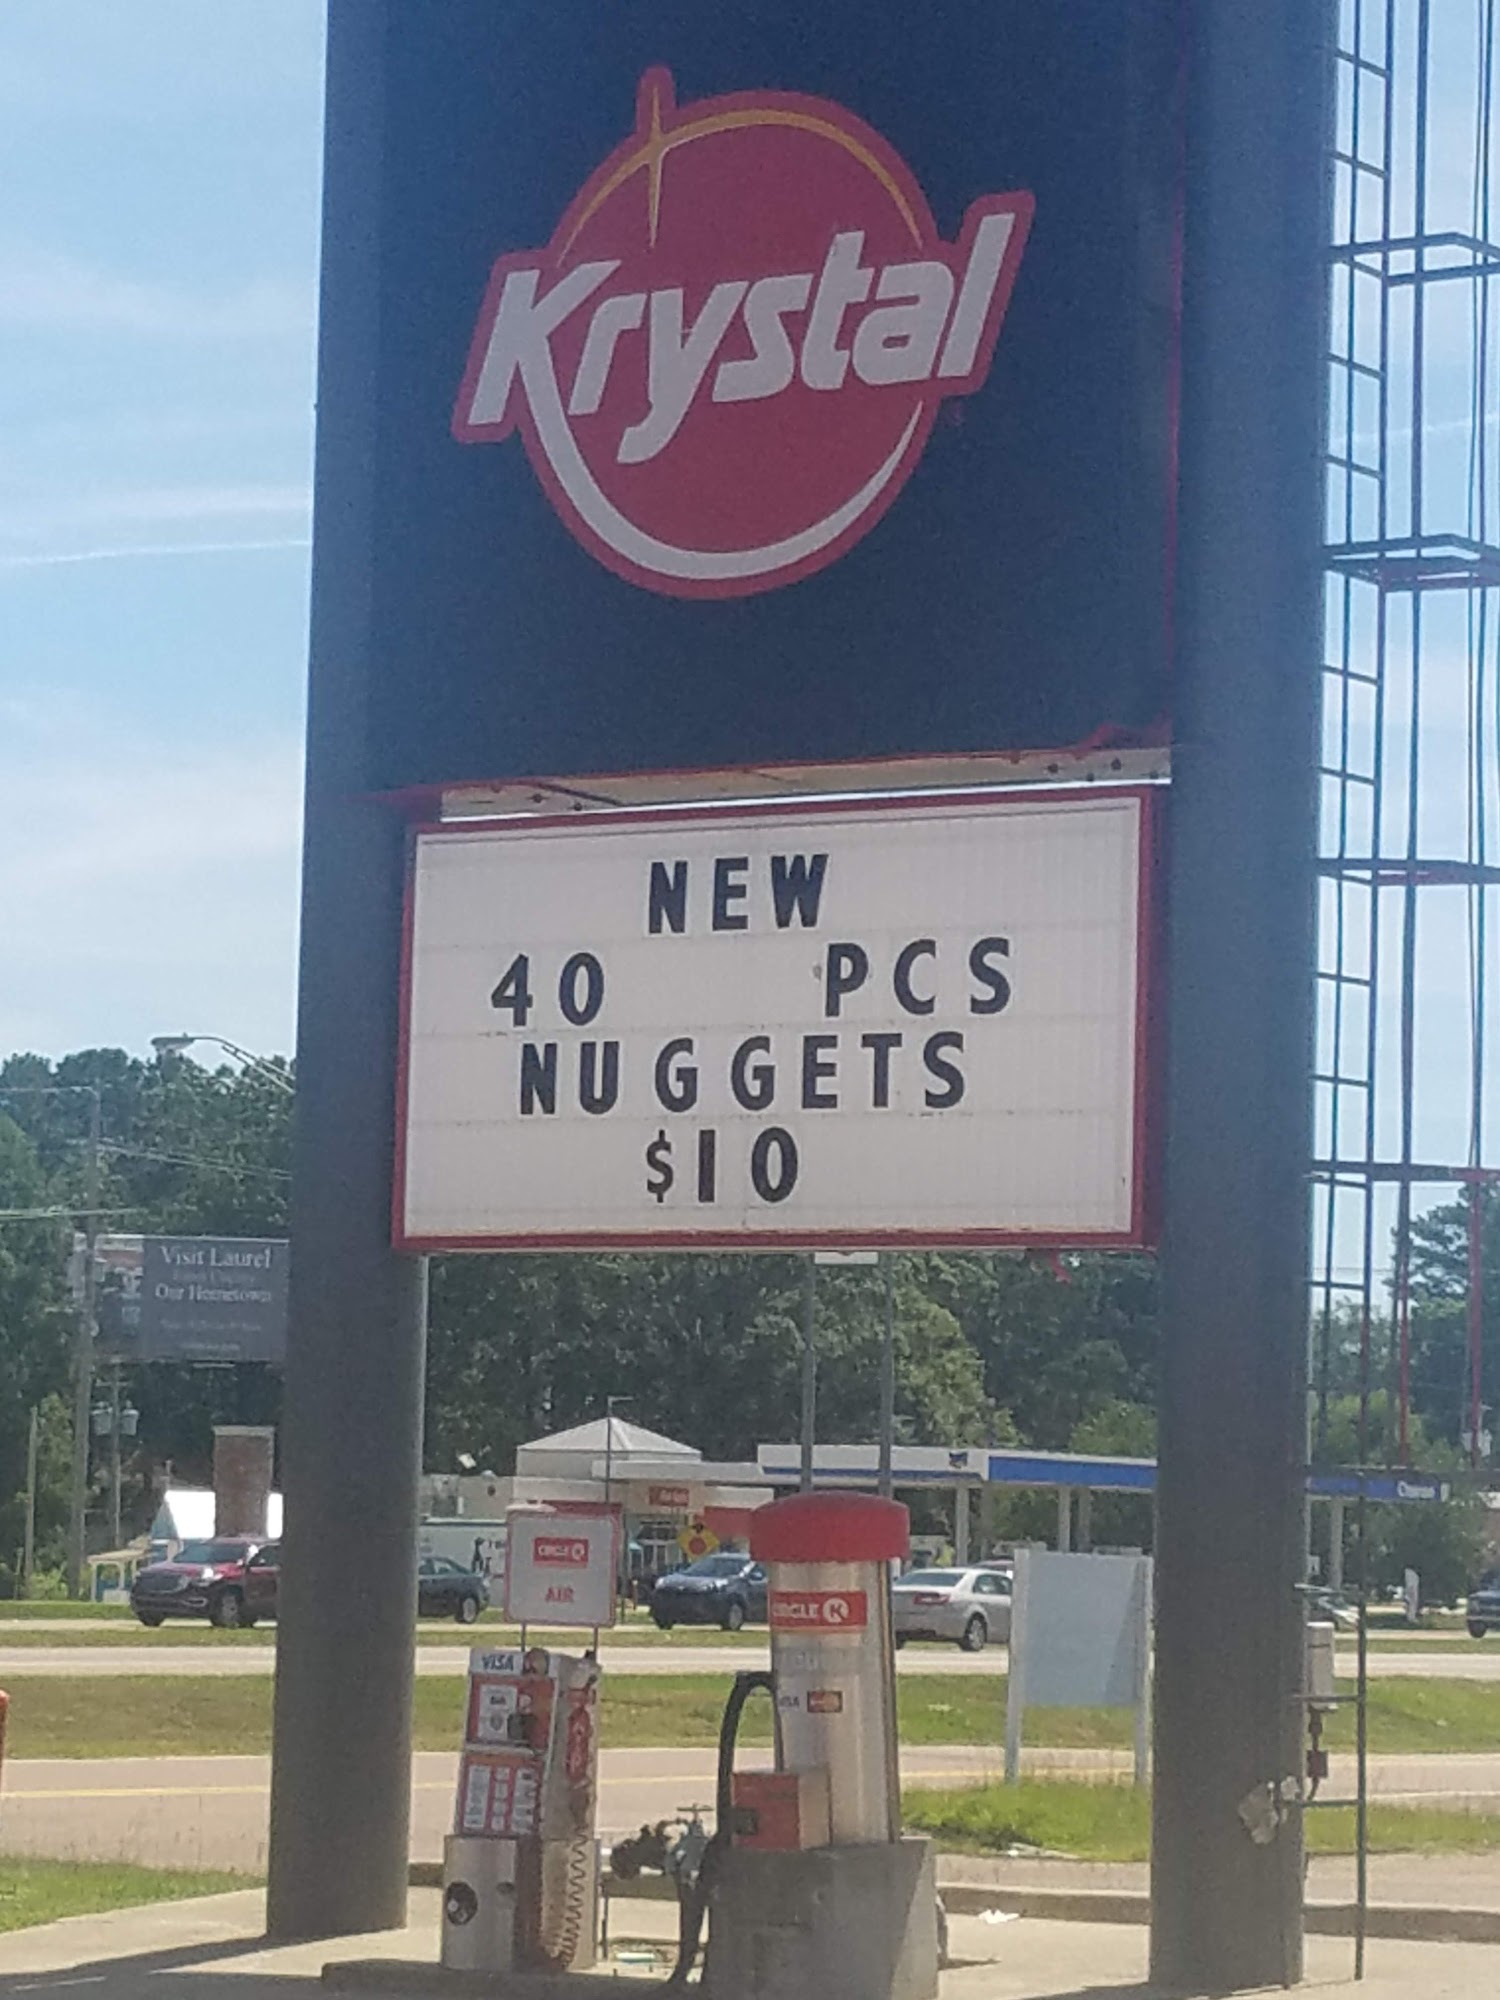 Krystal
NEW
40 PCS
NUGGETS
$10
Visit Laurel
Our Hometown
CIRCLE K
AIR
CIRCLE K
VISA